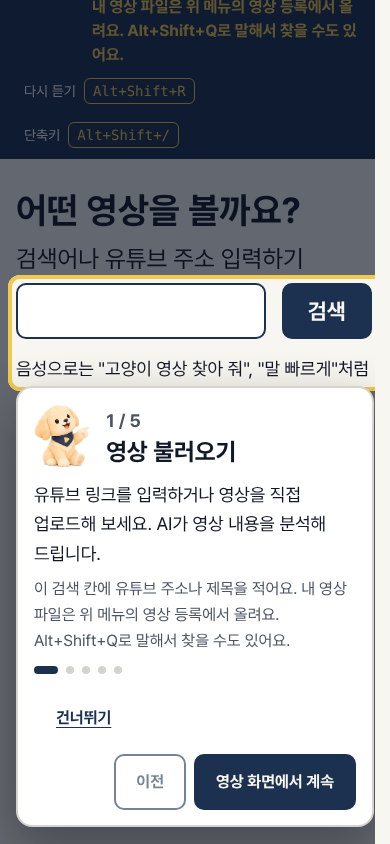 내 영상 파일은 위 메뉴의 영상 등록에서 올
려요. Alt+Shift+Q로 말해서 찾을 수도 있
어요.
다시 듣기 Alt+Shift+R
단축키 Alt+Shift+/
어떤 영상을 볼까요?
검색어나 유튜브 주소 입력하기
검색
음성으로는 "고양이 영상 찾아 줘", "말 빠르게"처럼
1 / 5
영상 불러오기
유튜브 링크를 입력하거나 영상을 직접
업로드해 보세요. AI가 영상 내용을 분석해
드립니다.
이 검색 칸에 유튜브 주소나 제목을 적어요. 내 영상
파일은 위 메뉴의 영상 등록에서 올려요.
Alt+Shift+Q로 말해서 찾을 수도 있어요.
건너뛰기
이전
영상 화면에서 계속